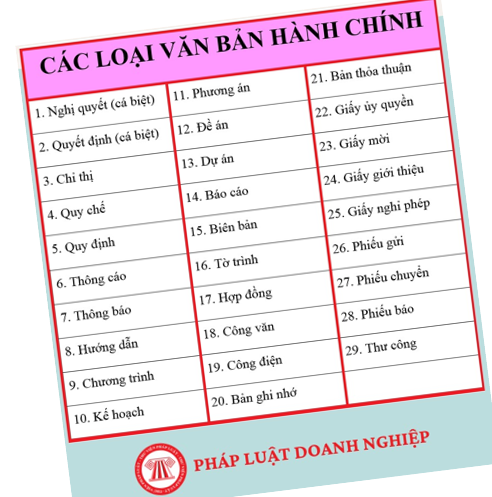 CÁC LOẠI VĂN BẢN HÀNH CHÍNH
1. Nghị quyết (cá biệt)
2. Quyết định (cá biệt)
3. Chỉ thị
4. Quy chế
5. Quy định
6. Thông cáo
7. Thông báo
8. Hướng dẫn
9. Chương trình
10. Kế hoạch
11. Phương án
12. Đề án
13. Dự án
14. Báo cáo
15. Biên bản
16. Tờ trình
17. Hợp đồng
18. Công văn
19. Công điện
20. Bản ghi nhớ
21. Bản thỏa thuận
22. Giấy ủy quyền
23. Giấy mời
24. Giấy giới thiệu
25. Giấy nghỉ phép
26. Phiếu gửi
27. Phiếu chuyển
28. Phiếu báo
29. Thư công
PHÁP LUẬT DOANH NGHIỆP